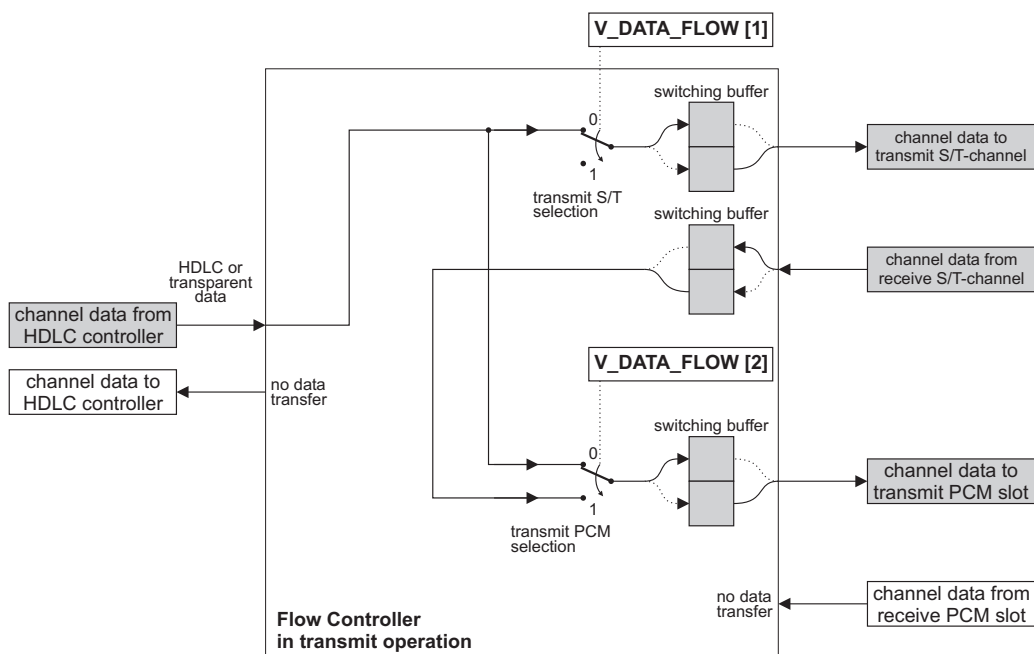 V_DATA_FLOW [1]
switching buffer
0
1
transmit S/T
selection
channel data to
transmit S/T-channel
switching buffer
channel data from
receive S/T-channel
HDLC or
transparent
data
channel data from
HDLC controller
channel data to
HDLC controller
no data
transfer
V_DATA_FLOW [2]
switching buffer
0
1
transmit PCM
selection
channel data to
transmit PCM slot
no data
transfer
channel data from
receive PCM slot
Flow Controller
in transmit operation